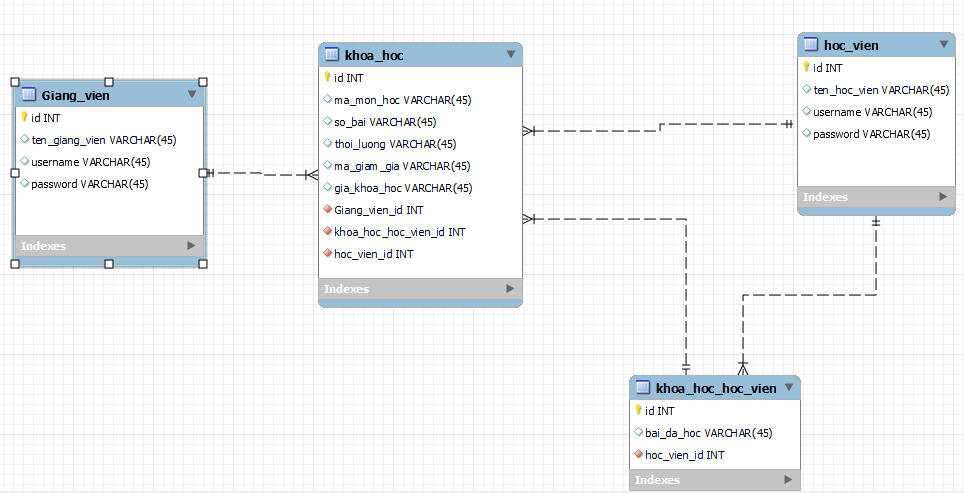 Giang_vien
id INT
ten_giang_vien VARCHAR(45)
username VARCHAR(45)
password VARCHAR(45)
Indexes
khoa_hoc
id INT
ma_mon_hoc VARCHAR(45)
so_bai VARCHAR(45)
thoi_luong VARCHAR(45)
ma_giam_gia VARCHAR(45)
gia_khoa_hoc VARCHAR(45)
Giang_vien_id INT
khoa_hoc_hoc_vien_id INT
hoc_vien_id INT
Indexes
hoc_vien
id INT
ten_hoc_vien VARCHAR(45)
username VARCHAR(45)
password VARCHAR(45)
Indexes
khoa_hoc_hoc_vien
id INT
bai_da_hoc VARCHAR(45)
hoc_vien_id INT
Indexes